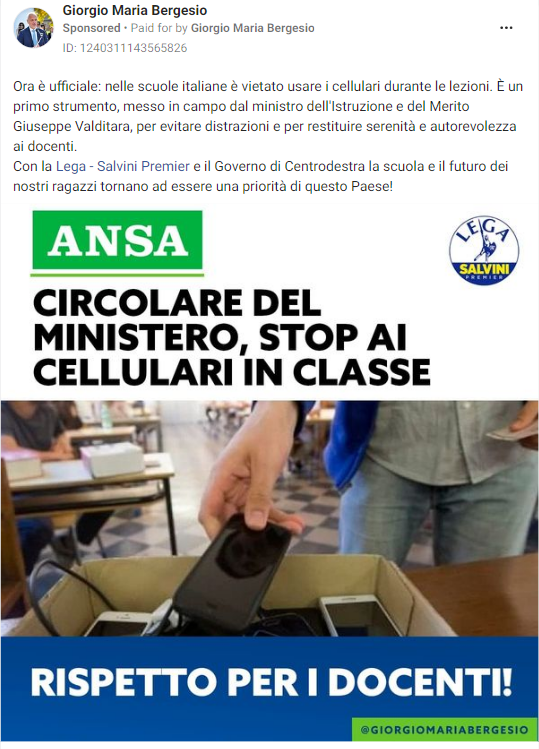 Giorgio Maria Bergesio
Sponsored • Paid for by Giorgio Maria Bergesio
ID: 1240311143565826
Ora è ufficiale: nelle scuole italiane è vietato usare i cellulari durante le lezioni. È un
primo strumento, messo in campo dal ministro dell'Istruzione e del Merito
Giuseppe Valditara, per evitare distrazioni e per restituire serenità e autorevolezza
ai docenti.
Con la Lega - Salvini Premier e il Governo di Centrodestra la scuola e il futuro dei
nostri ragazzi tornano ad essere una priorità di questo Paese!
ANSA
LEGA
SALVINI
PREMIER
CIRCOLARE DEL
MINISTERO, STOP AI
CELLULARI IN CLASSE
RISPETTO PER I DOCENTI!
@GIORGIOMARIABERGESIO